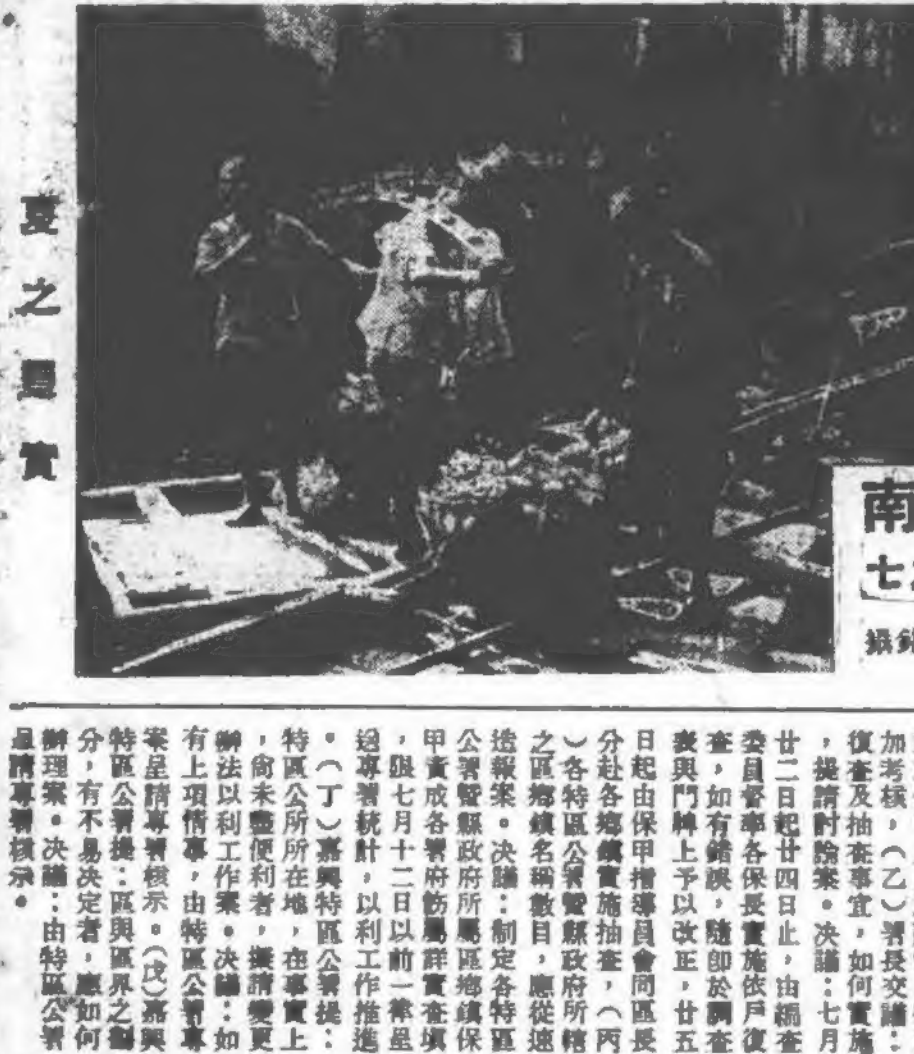 夏之果實
南
七
攝銘
加考核,(乙)署長交議:
復查及抽查事宜,如何實施
,提請討論案。決議:七月
廿二日起廿四日止,由編查
委員督率各保長實施依戶復
查,如有錯誤,隨即於調查
表與門牌上予以改正,廿五
日起由保甲指導員會同區長
分赴各鄉鎮實施抽查,(丙
)各特區公署暨縣政府所轄
之區鄉鎮名稱數目,應從速
造報案。決議:制定各特區
公署暨縣政府所屬區鄉鎮保
甲責成各署府飭屬詳實查填
,限七月十二日以前一律呈
送專署統計,以利工作推進
。(丁)嘉興特區公署提:
特區公所所在地,在事實上
,尚未盡便利者,擬請變更
辦法以利工作案。決議:如
有上項情事,由特區公署專
案呈請專署核示。(戊)嘉興
特區公署提:區與區界之劃
分,有不易決定者,應如何
辦理案。決議:由特區公署
呈請專署核示。